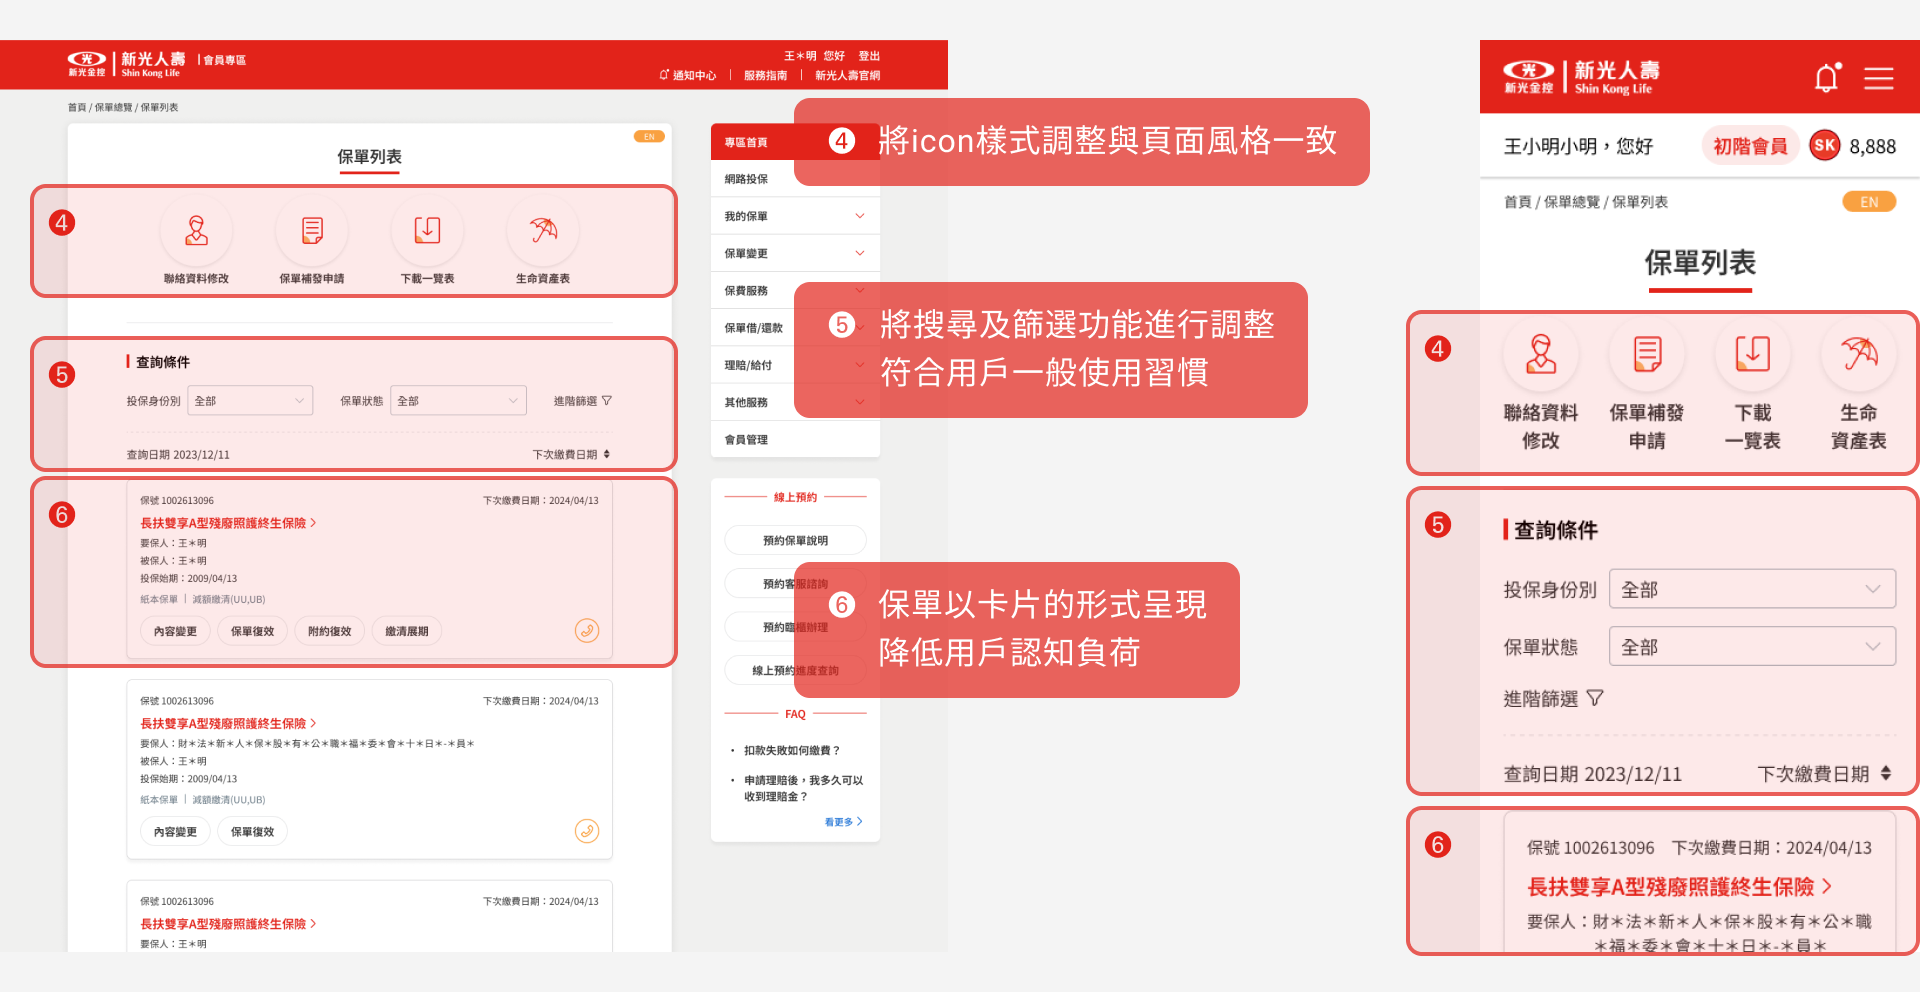 新光金控
新光人壽
Shin Kong Life
會員專區
王＊明 您好 登出
通知中心 | 服務指南 | 新光人壽官網
首頁 / 保單總覽 / 保單列表
EN
保單列表
4
聯絡資料修改
保單補發申請
下載一覽表
生命資產表
5
查詢條件
投保身份別 全部
保單狀態 全部
進階篩選
查詢日期 2023/12/11
下次繳費日期
6
保號 1002613096
下次繳費日期：2024/04/13
長扶雙享A型殘廢照護終生保險
要保人：王＊明
被保人：王＊明
投保始期：2009/04/13
紙本保單 | 減額繳清(UU,UB)
內容變更
保單復效
附約復效
繳清展期
保號 1002613096
下次繳費日期：2024/04/13
長扶雙享A型殘廢照護終生保險
要保人：財＊法＊新＊人＊保＊股＊有＊公＊職＊福＊委＊會＊十＊日＊-＊員＊
被保人：王＊明
投保始期：2009/04/13
紙本保單 | 減額繳清(UU,UB)
內容變更
保單復效
保號 1002613096
下次繳費日期：2024/04/13
長扶雙享A型殘廢照護終生保險
要保人：王＊明
專區首頁
網路投保
我的保單
保單變更
保費服務
保單借/還款
理賠/給付
其他服務
會員管理
線上預約
預約保單說明
預約客服諮詢
預約臨櫃辦理
線上預約進度查詢
FAQ
・ 扣款失敗如何繳費？
・ 申請理賠後，我多久可以
收到理賠金？
看更多
4 將icon樣式調整與頁面風格一致
5 將搜尋及篩選功能進行調整
符合用戶一般使用習慣
6 保單以卡片的形式呈現
降低用戶認知負荷
新光金控
新光人壽
Shin Kong Life
王小明小明，您好
初階會員
SK 8,888
首頁 / 保單總覽 / 保單列表
EN
保單列表
4
聯絡資料
修改
保單補發
申請
下載
一覽表
生命
資產表
5
查詢條件
投保身份別 全部
保單狀態 全部
進階篩選
查詢日期 2023/12/11
下次繳費日期
6
保號 1002613096 下次繳費日期：2024/04/13
長扶雙享A型殘廢照護終生保險
要保人：財＊法＊新＊人＊保＊股＊有＊公＊職
＊福＊委＊會＊十＊日＊-＊員＊